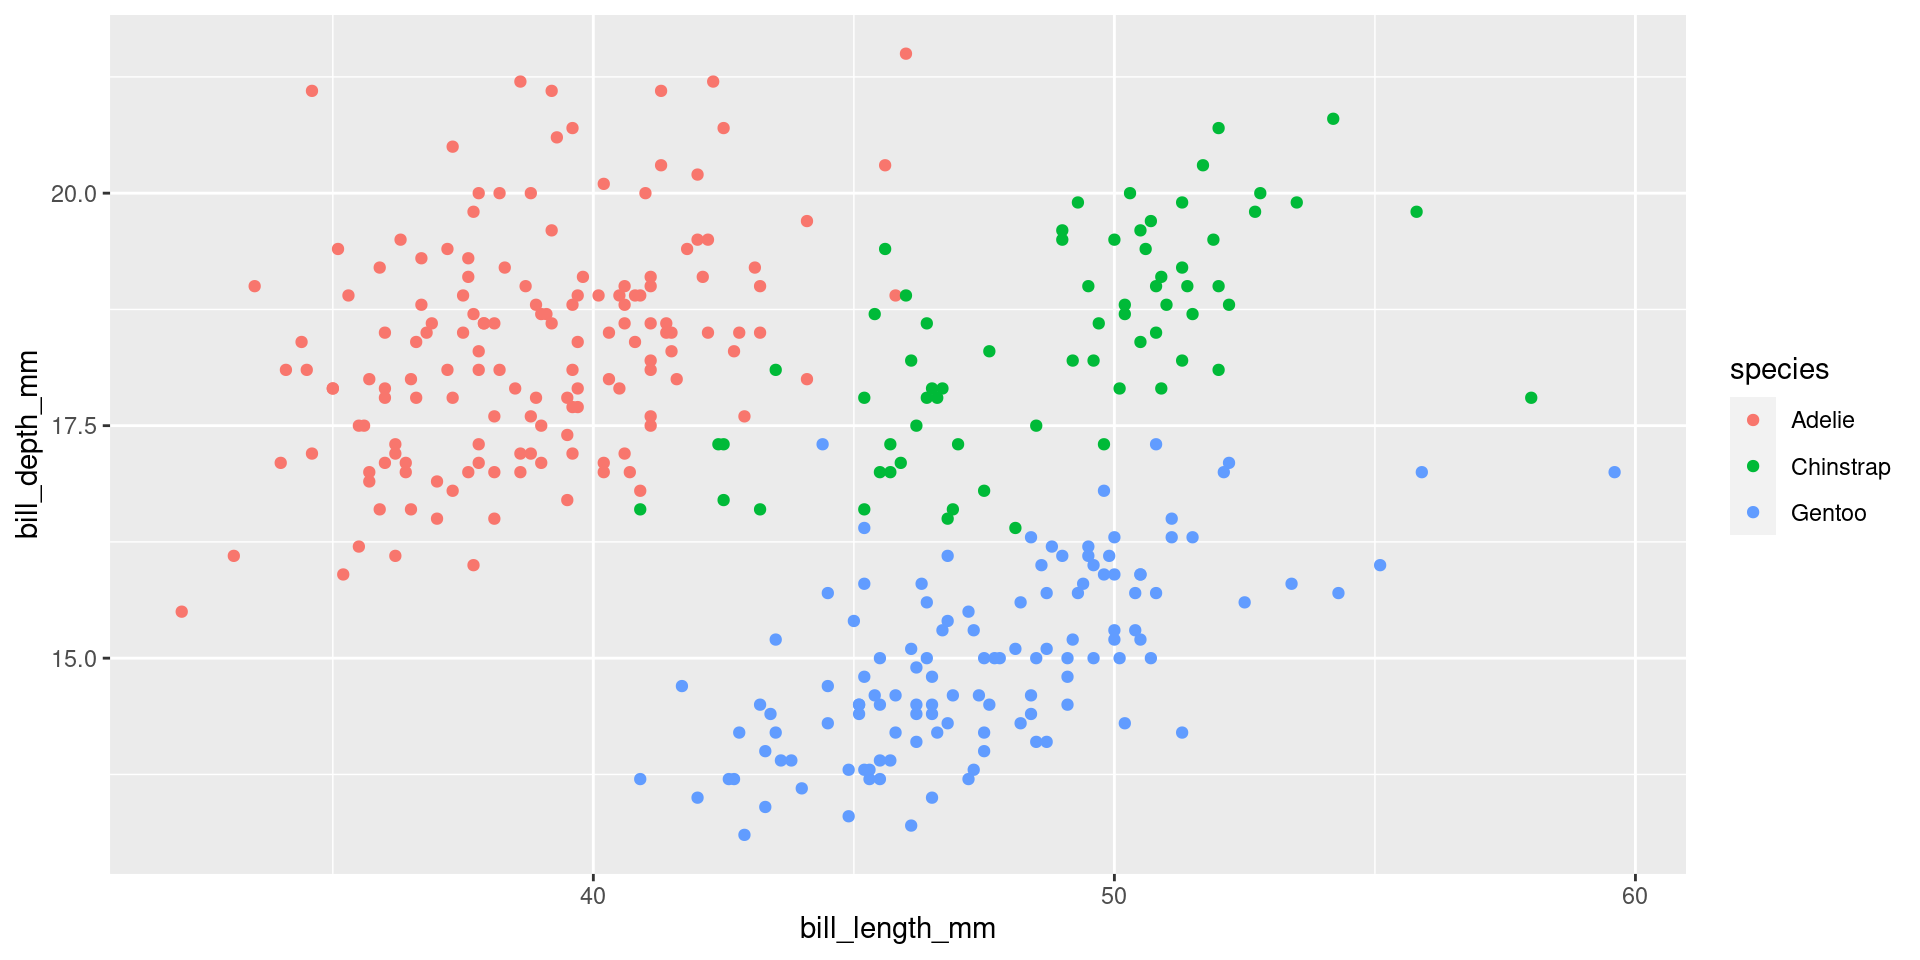 20.0
17.5
15.0
bill_depth_mm
40
50
60
bill_length_mm
species
Adelie
Chinstrap
Gentoo